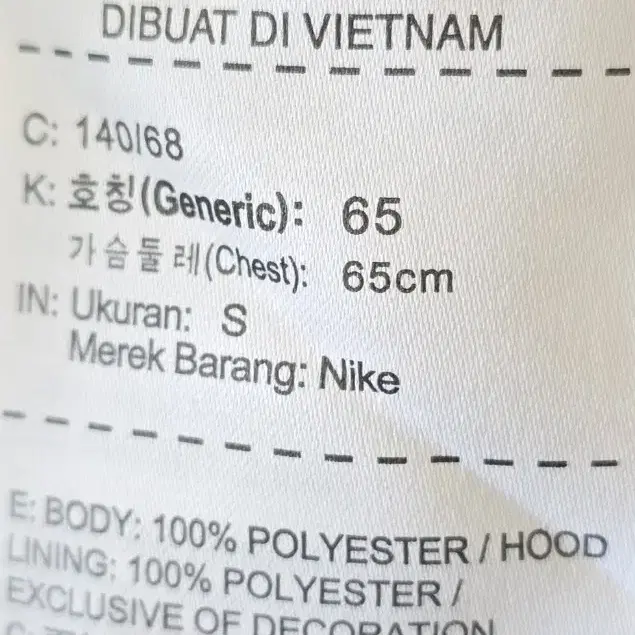 DIBUAT DI VIETNAM
C: 140/68
K: 호칭(Generic): 65
가슴둘레(Chest): 65cm
IN: Ukuran: S
Merek Barang: Nike
E: BODY: 100% POLYESTER / HOOD
LINING: 100% POLYESTER /
EXCLUSIVE OF DECORATION